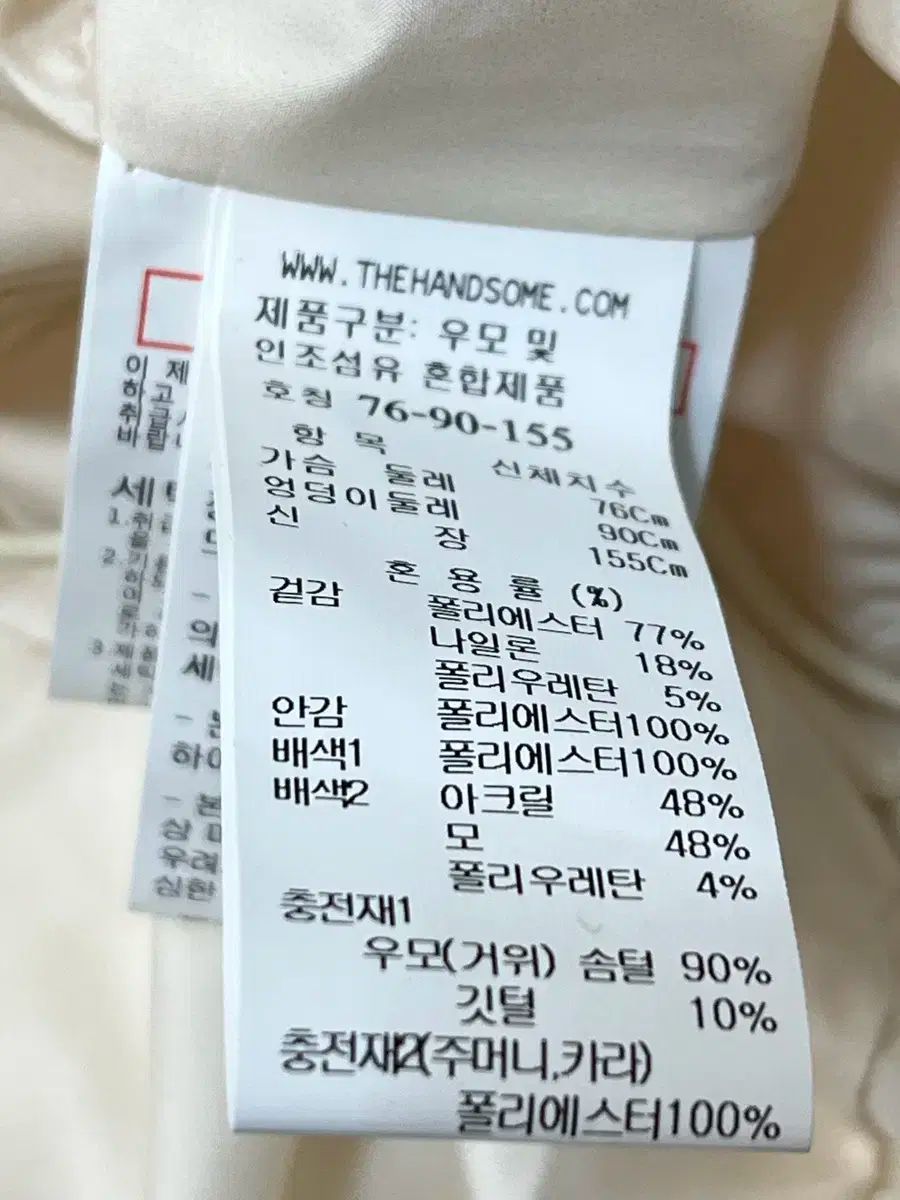 WWW.THEHANDSOME.COM
제품구분: 우모 및
인조섬유 혼합제품
호칭 76-90-155
항 목 신체치수
가슴 둘레 76Cm
엉덩이둘레 90Cm
신 장 155Cm
혼 용 률 (%)
겉감 폴리에스터 77%
나일론 18%
폴리우레탄 5%
안감 폴리에스터100%
배색1 폴리에스터100%
배색2 아크릴 48%
모 48%
폴리우레탄 4%
충전재1
우모(거위) 솜털 90%
깃털 10%
충전재2(주머니,카라)
폴리에스터100%
이 제
하고